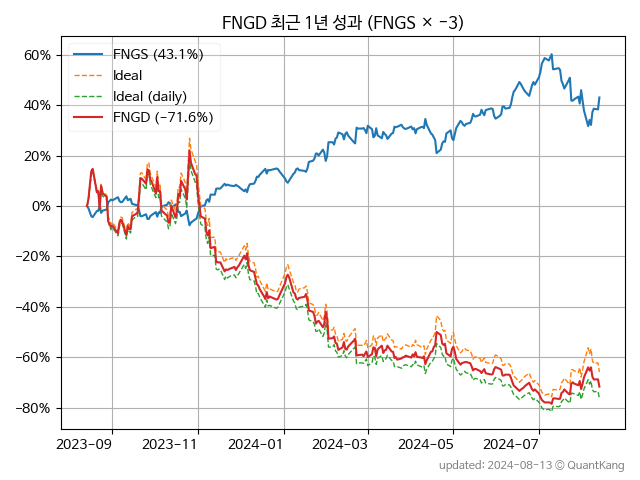 FNGD 최근 1년 성과 (FNGS × −3)
FNGS (43.1%)
Ideal
Ideal (daily)
FNGD (−71.6%)
60%
40%
20%
0%
−20%
−40%
−60%
−80%
2023-09 2023-11 2024-01 2024-03 2024-05 2024-07
updated: 2024-08-13 © QuantKang